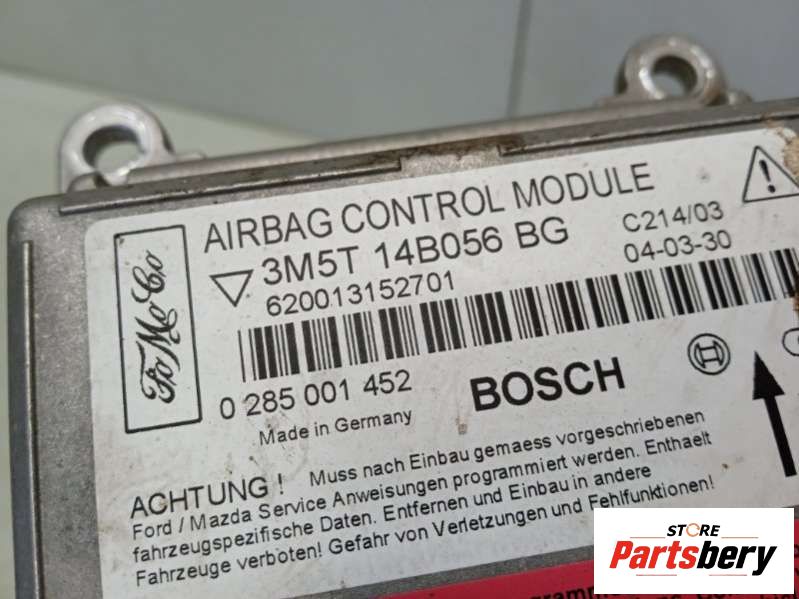 AIRBAG CONTROL MODULE
3M5T 14B056 BG
C214/03
04-03-30
620013152701
FoMoCo
0 285 001 452
BOSCH
Made in Germany
ACHTUNG ! Muss nach Einbau gemaess vorgeschriebenen
Ford / Mazda Service Anweisungen programmiert werden. Enthaelt
fahrzeugspezifische Daten. Entfernen und Einbau in andere
Fahrzeuge verboten! Gefahr von Verletzungen und Fehlfunktionen!
STORE
Partsbery